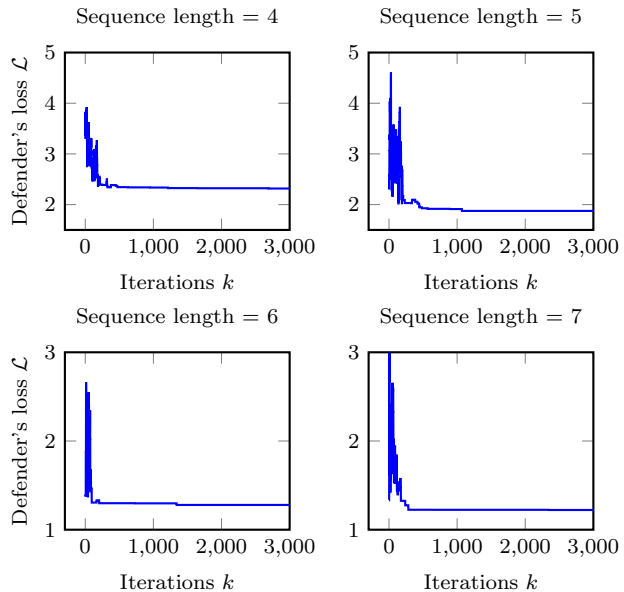 Sequence length = 4
Sequence length = 5
Defender's loss ℒ
5
4
3
2
5
4
3
2
0 1,000 2,000 3,000
0 1,000 2,000 3,000
Iterations k
Iterations k
Sequence length = 6
Sequence length = 7
Defender's loss ℒ
3
2
1
3
2
1
0 1,000 2,000 3,000
0 1,000 2,000 3,000
Iterations k
Iterations k